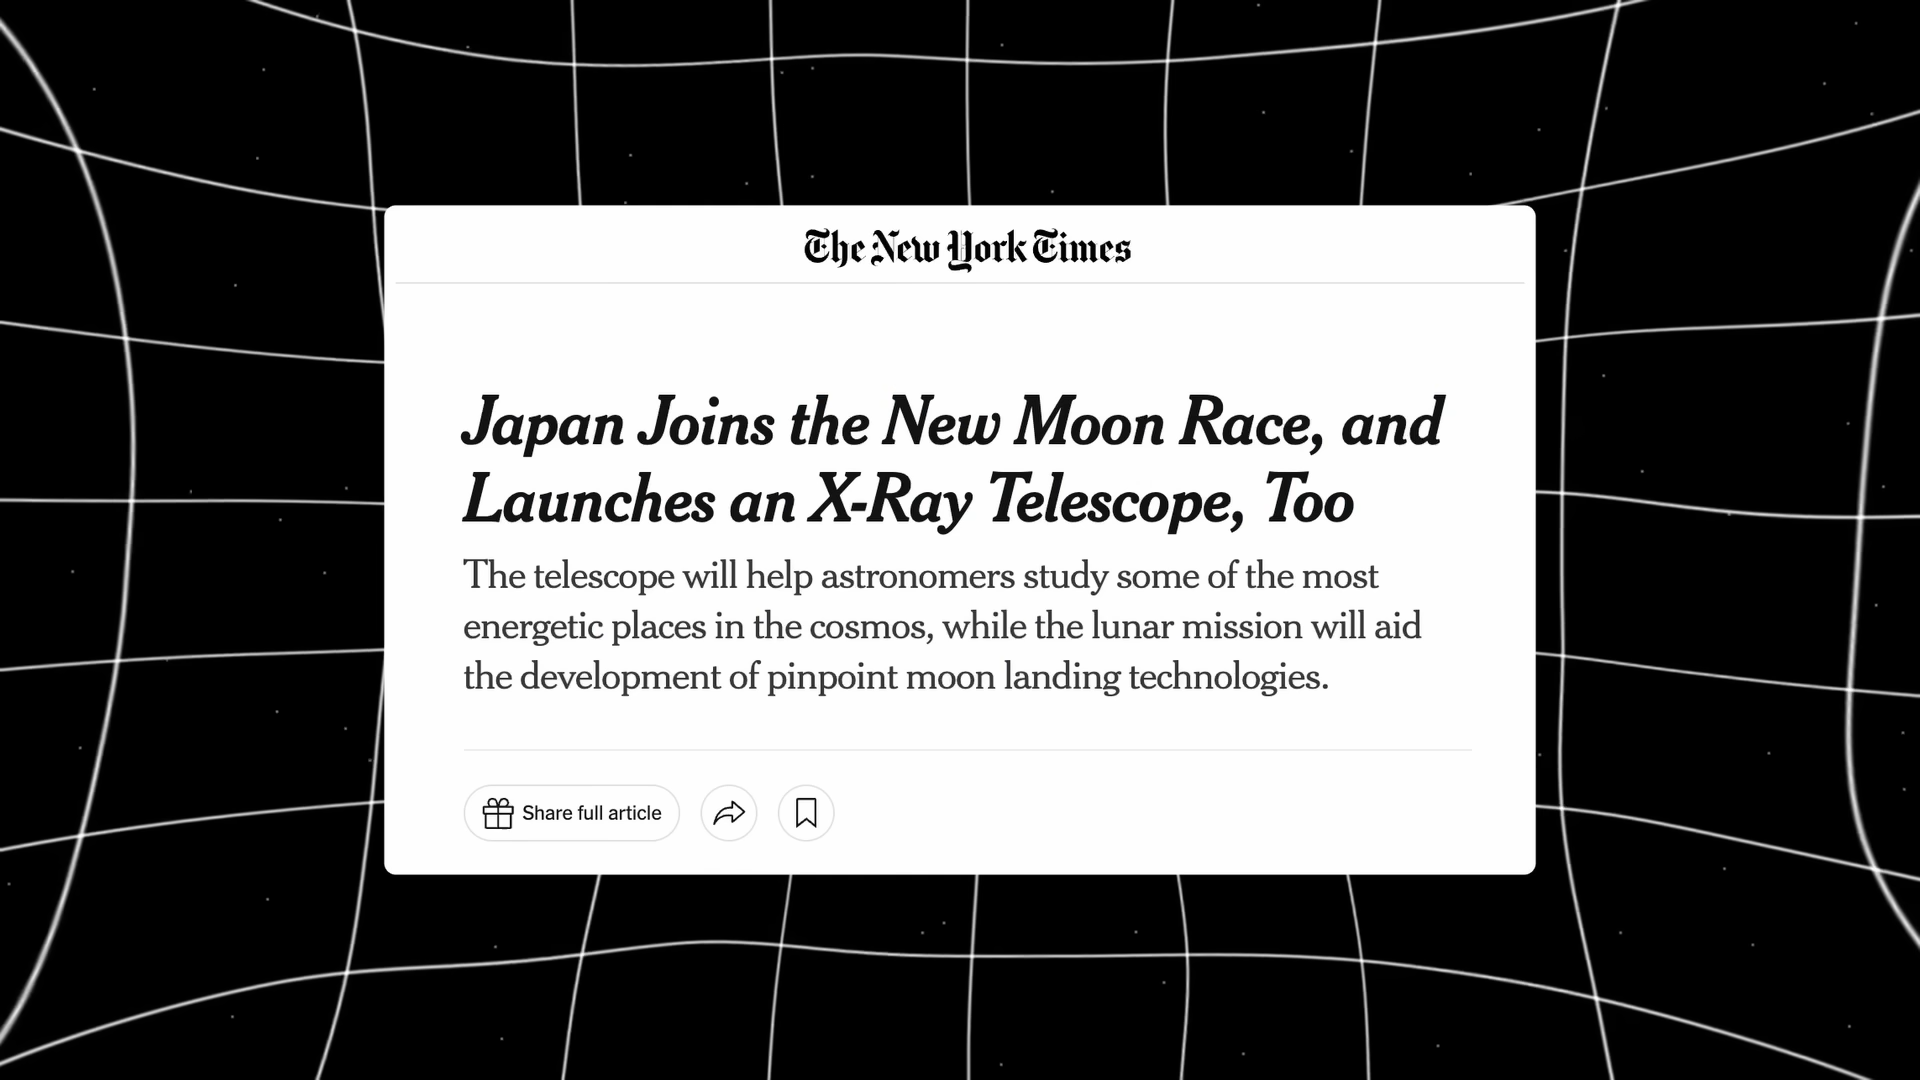 The New York Times
Japan Joins the New Moon Race, and
Launches an X-Ray Telescope, Too
The telescope will help astronomers study some of the most
energetic places in the cosmos, while the lunar mission will aid
the development of pinpoint moon landing technologies.
Share full article